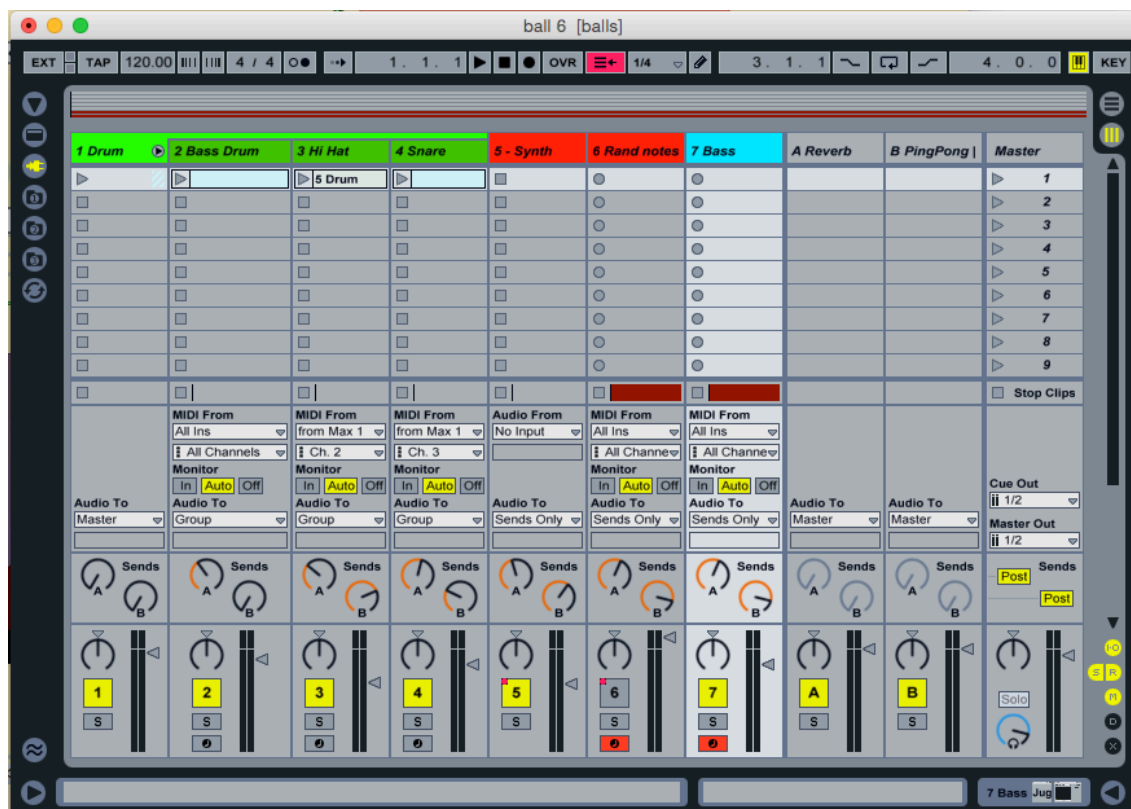 ball 6 [balls]
EXT TAP 120.00 4 / 4 1. 1. 1 OVR 1/4 3. 1. 1 4. 0. 0 KEY
1 Drum 2 Bass Drum 3 Hi Hat 4 Snare 5 - Synth 6 Rand notes 7 Bass A Reverb B PingPong | Master
5 Drum 1
2
3
4
5
6
7
8
9
Stop Clips
MIDI From MIDI From MIDI From Audio From MIDI From MIDI From
All Ins from Max 1 from Max 1 No Input All Ins All Ins
All Channels Ch. 2 Ch. 3 All Channe All Channe
Monitor Monitor Monitor Monitor Monitor
In Auto Off In Auto Off In Auto Off In Auto Off In Auto Off Cue Out
Audio To Audio To Audio To Audio To Audio To Audio To Audio To Audio To Audio To 1/2
Master Group Group Group Sends Only Sends Only Sends Only Master Master Master Out
1/2
Sends Sends Sends Sends Sends Sends Sends Sends Sends Sends
A A A A A A A A A Post
B B B B B B B B B Post
1 2 3 4 5 6 7 A B
S S S S S S S S S Solo
I·O
S R
M
D
X
7 Bass Jug